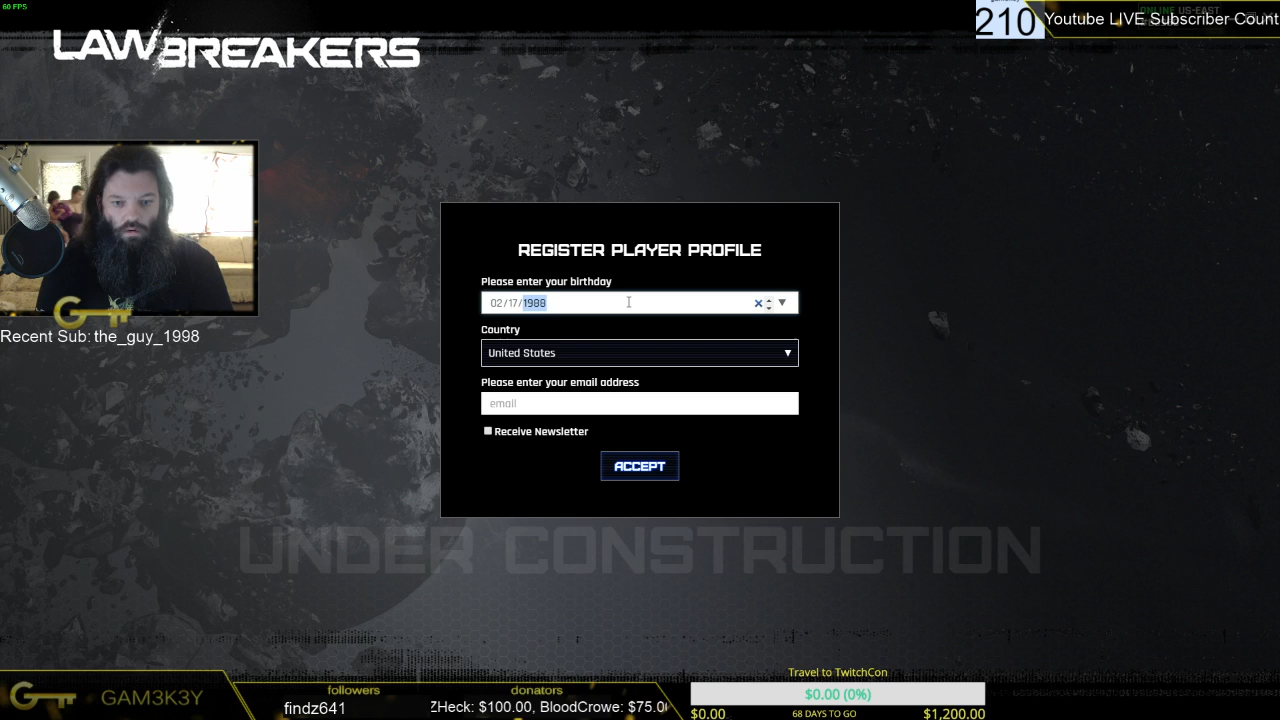 60 FPS
LAWBREAKERS
210
Youtube LIVE Subscriber Count
ONLINE US-EAST
Recent Sub: the_guy_1998
REGISTER PLAYER PROFILE
Please enter your birthday
02/17/1988
Country
United States
Please enter your email address
email
Receive Newsletter
ACCEPT
UNDER CONSTRUCTION
GAM3K3Y
followers
findz641
donators
ZHeck: $100.00, BloodCrowe: $75.0
Travel to TwitchCon
$0.00 (0%)
$0.00
68 DAYS TO GO
$1,200.00